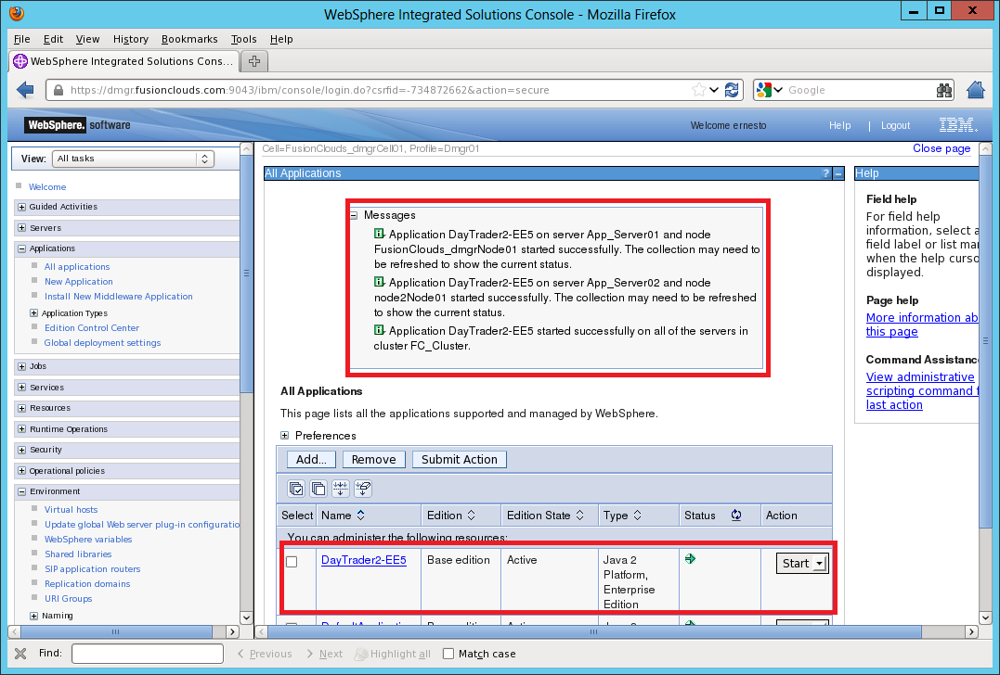 WebSphere Integrated Solutions Console - Mozilla Firefox
File Edit View History Bookmarks Tools Help
WebSphere Integrated Solutions Cons...
https://dmgr.fusionclouds.com:9043/ibm/console/login.do?csrfid=-734872662&action=secure
Google
WebSphere. software
Welcome ernesto
Help | Logout
IBM.
View: All tasks
Welcome
Guided Activities
Servers
Applications
All applications
New Application
Install New Middleware Application
Application Types
Edition Control Center
Global deployment settings
Jobs
Services
Resources
Runtime Operations
Security
Operational policies
Environment
Virtual hosts
Update global Web server plug-in configuratio
WebSphere variables
Shared libraries
SIP application routers
Replication domains
URI Groups
Naming
Cell=FusionClouds_dmgrCell01, Profile=Dmgr01
Close page
All Applications
?
Messages
Application DayTrader2-EE5 on server App_Server01 and node
FusionClouds_dmgrNode01 started successfully. The collection may need to
be refreshed to show the current status.
Application DayTrader2-EE5 on server App_Server02 and node
node2Node01 started successfully. The collection may need to be refreshed
to show the current status.
Application DayTrader2-EE5 started successfully on all of the servers in
cluster FC_Cluster.
All Applications
This page lists all the applications supported and managed by WebSphere.
Preferences
Add... Remove Submit Action
Select Name Edition Edition State Type Status Action
You can administer the following resources:
DayTrader2-EE5 Base edition Active Java 2
Platform,
Enterprise
Edition
Start
Help
Field help
For field help
information, select a
field label or list mar
when the help curso
displayed.
Page help
More information ab
this page
Command Assistance
View administrative
scripting command f
last action
Find:
Previous Next Highlight all Match case